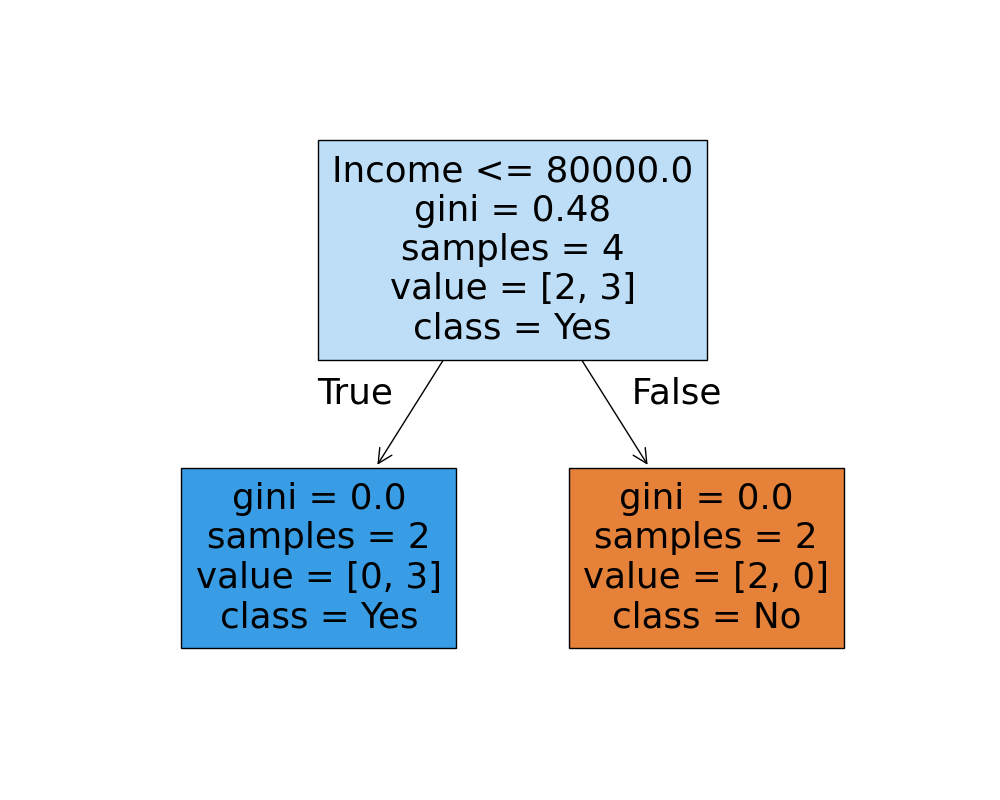 Income <= 80000.0
gini = 0.48
samples = 4
value = [2, 3]
class = Yes
True
False
gini = 0.0
samples = 2
value = [0, 3]
class = Yes
gini = 0.0
samples = 2
value = [2, 0]
class = No